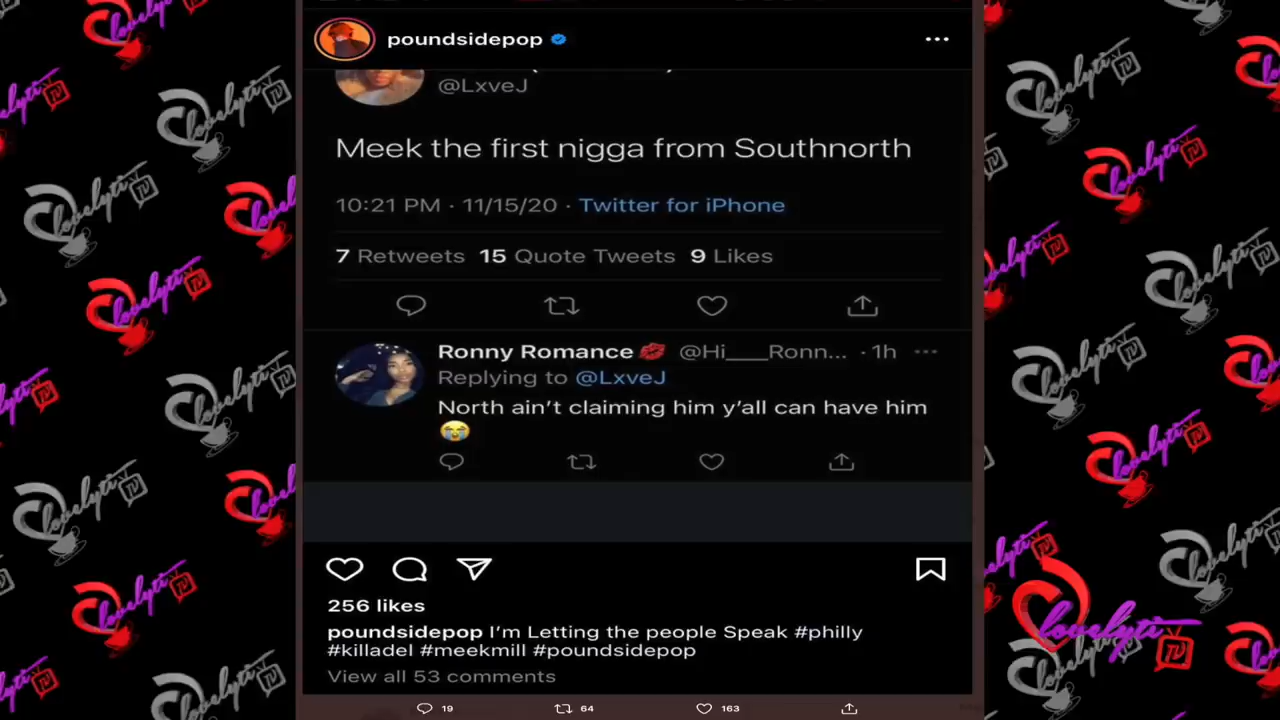 poundsidepop
@LxveJ
Meek the first nigga from Southnorth
10:21 PM · 11/15/20 · Twitter for iPhone
7 Retweets 15 Quote Tweets 9 Likes
Ronny Romance 💋 @Hi___Ronn... · 1h
Replying to @LxveJ
North ain’t claiming him y’all can have him
😭
256 likes
poundsidepop I’m Letting the people Speak #philly
#killadel #meekmill #poundsidepop
View all 53 comments
19 64 163
lovelyti TV